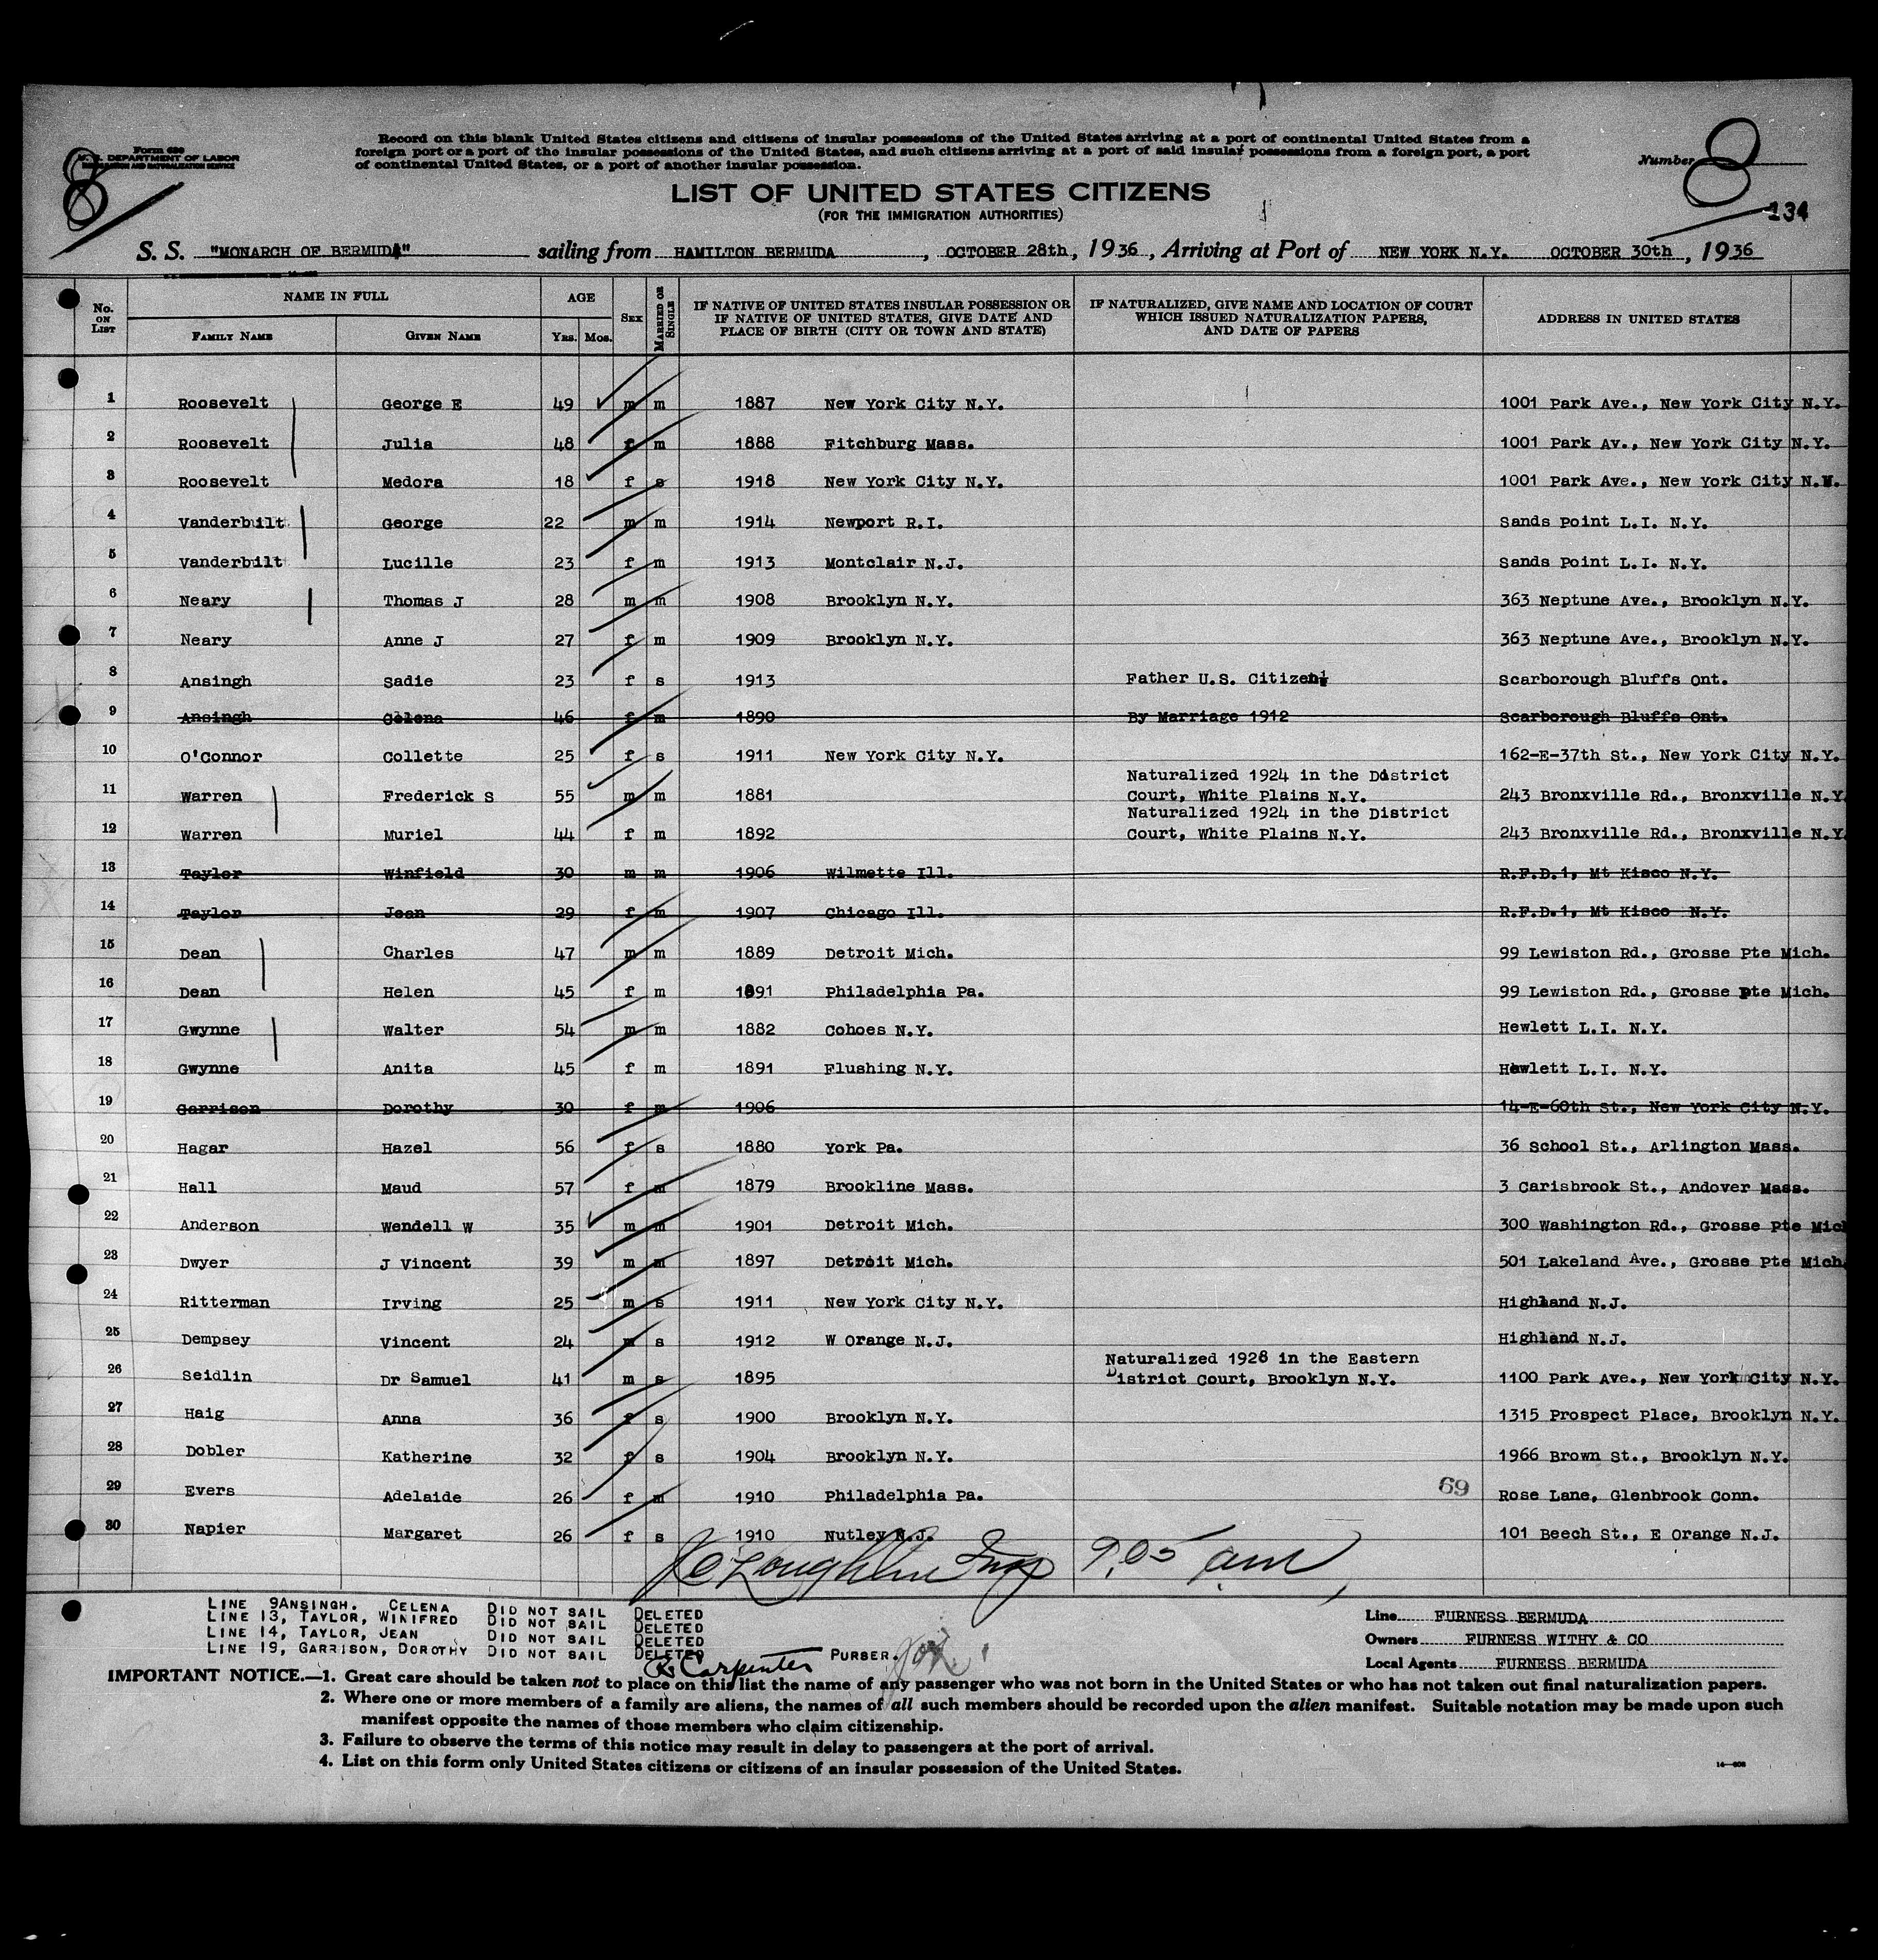 Form 630
U. S. DEPARTMENT OF LABOR
IMMIGRATION AND NATURALIZATION SERVICE
8
Record on this blank United States citizens and citizens of insular possessions of the United States arriving at a port of continental United States from a
foreign port or a port of the insular possessions of the United States, and such citizens arriving at a port of said insular possessions from a foreign port, a port
of continental United States, or a port of another insular possession.
Number 8
134
LIST OF UNITED STATES CITIZENS
(FOR THE IMMIGRATION AUTHORITIES)
S. S. "MONARCH OF BERMUDA" sailing from HAMILTON BERMUDA, OCTOBER 28th, 1936, Arriving at Port of NEW YORK N.Y. OCTOBER 30th, 1936
No. ON LIST NAME IN FULL FAMILY NAME GIVEN NAME AGE YRS. MOS. SEX MARRIED OR SINGLE IF NATIVE OF UNITED STATES INSULAR POSSESSION OR IF NATIVE OF UNITED STATES, GIVE DATE AND PLACE OF BIRTH (CITY OR TOWN AND STATE) IF NATURALIZED, GIVE NAME AND LOCATION OF COURT WHICH ISSUED NATURALIZATION PAPERS, AND DATE OF PAPERS ADDRESS IN UNITED STATES
1 Roosevelt George E 49 m m 1887 New York City N.Y. 1001 Park Ave., New York City N.Y.
2 Roosevelt Julia 48 f m 1888 Fitchburg Mass. 1001 Park Av., New York City N.Y.
3 Roosevelt Medora 18 f s 1918 New York City N.Y. 1001 Park Ave., New York City N.Y.
4 Vanderbuilt George 22 m m 1914 Newport R.I. Sands Point L.I. N.Y.
5 Vanderbilt Lucille 23 f m 1913 Montclair N.J. Sands Point L.I. N.Y.
6 Neary Thomas J 28 m m 1908 Brooklyn N.Y. 363 Neptune Ave., Brooklyn N.Y.
7 Neary Anne J 27 f m 1909 Brooklyn N.Y. 363 Neptune Ave., Brooklyn N.Y.
8 Ansingh Sadie 23 f s 1913 Father U.S. Citizen Scarborough Bluffs Ont.
9 Ansingh Celena 46 f m 1890 By Marriage 1912 Scarborough Bluffs Ont.
10 O'Connor Collette 25 f s 1911 New York City N.Y. 162-E-37th St., New York City N.Y.
11 Warren Frederick S 55 m m 1881 Naturalized 1924 in the District Court, White Plains N.Y. 243 Bronxville Rd., Bronxville N.Y.
12 Warren Muriel 44 f m 1892 Naturalized 1924 in the District Court, White Plains N.Y. 243 Bronxville Rd., Bronxville N.Y.
13 Taylor Winfield 30 m m 1906 Wilmette Ill. R.F.D.1, Mt Kisco N.Y.
14 Taylor Jean 29 f m 1907 Chicago Ill. R.F.D.1, Mt Kisco N.Y.
15 Dean Charles 47 m m 1889 Detroit Mich. 99 Lewiston Rd., Grosse Pte Mich.
16 Dean Helen 45 f m 1891 Philadelphia Pa. 99 Lewiston Rd., Grosse Pte Mich.
17 Gwynne Walter 54 m m 1882 Cohoes N.Y. Hewlett L.I. N.Y.
18 Gwynne Anita 45 f m 1891 Flushing N.Y. Hewlett L.I. N.Y.
19 Garrison Dorothy 30 f m 1906 14-E-60th St., New York City N.Y.
20 Hagar Hazel 56 f s 1880 York Pa. 36 School St., Arlington Mass.
21 Hall Maud 57 f m 1879 Brookline Mass. 3 Carisbrook St., Andover Mass.
22 Anderson Wendell W 35 m m 1901 Detroit Mich. 300 Washington Rd., Grosse Pte Mich
23 Dwyer J Vincent 39 m m 1897 Detroit Mich. 501 Lakeland Ave., Grosse Pte Mich.
24 Ritterman Irving 25 m s 1911 New York City N.Y. Highland N.J.
25 Dempsey Vincent 24 m s 1912 W Orange N.J. Highland N.J.
26 Seidlin Dr Samuel 41 m s 1895 Naturalized 1928 in the Eastern District Court, Brooklyn N.Y. 1100 Park Ave., New York City N.Y.
27 Haig Anna 36 f s 1900 Brooklyn N.Y. 1315 Prospect Place, Brooklyn N.Y.
28 Dobler Katherine 32 f s 1904 Brooklyn N.Y. 1966 Brown St., Brooklyn N.Y.
29 Evers Adelaide 26 f m 1910 Philadelphia Pa. 69 Rose Lane, Glenbrook Conn.
30 Napier Margaret 26 f s 1910 Nutley N.J. 101 Beech St., E Orange N.J.
O'Loughlin Insp 9.05 am
LINE 9 ANSINGH. CELENA DID NOT SAIL DELETED
LINE 13, TAYLOR, WINIFRED DID NOT SAIL DELETED
LINE 14, TAYLOR, JEAN DID NOT SAIL DELETED
LINE 19, GARRISON, DOROTHY DID NOT SAIL DELETED
R. Carpenter PURSER.
Line FURNESS BERMUDA
Owners FURNESS WITHY & CO
Local Agents FURNESS BERMUDA
IMPORTANT NOTICE.—1. Great care should be taken not to place on this list the name of any passenger who was not born in the United States or who has not taken out final naturalization papers.
2. Where one or more members of a family are aliens, the names of all such members should be recorded upon the alien manifest. Suitable notation may be made upon such
manifest opposite the names of those members who claim citizenship.
3. Failure to observe the terms of this notice may result in delay to passengers at the port of arrival.
4. List on this form only United States citizens or citizens of an insular possession of the United States.